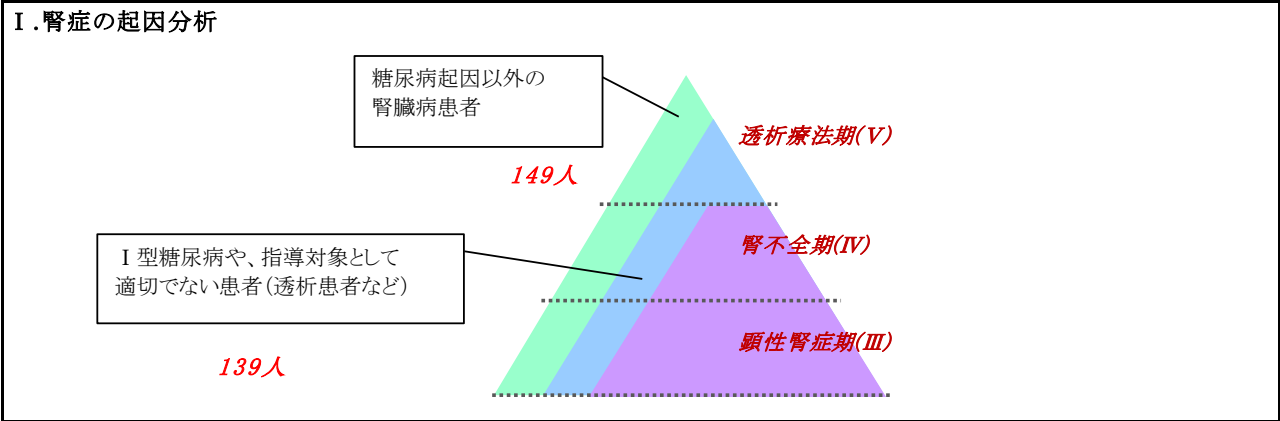 Ⅰ.腎症の起因分析
糖尿病起因以外の
腎臓病患者
透析療法期(Ⅴ)
149人
腎不全期(Ⅳ)
Ⅰ型糖尿病や、指導対象として
適切でない患者(透析患者など)
顕性腎症期(Ⅲ)
139人